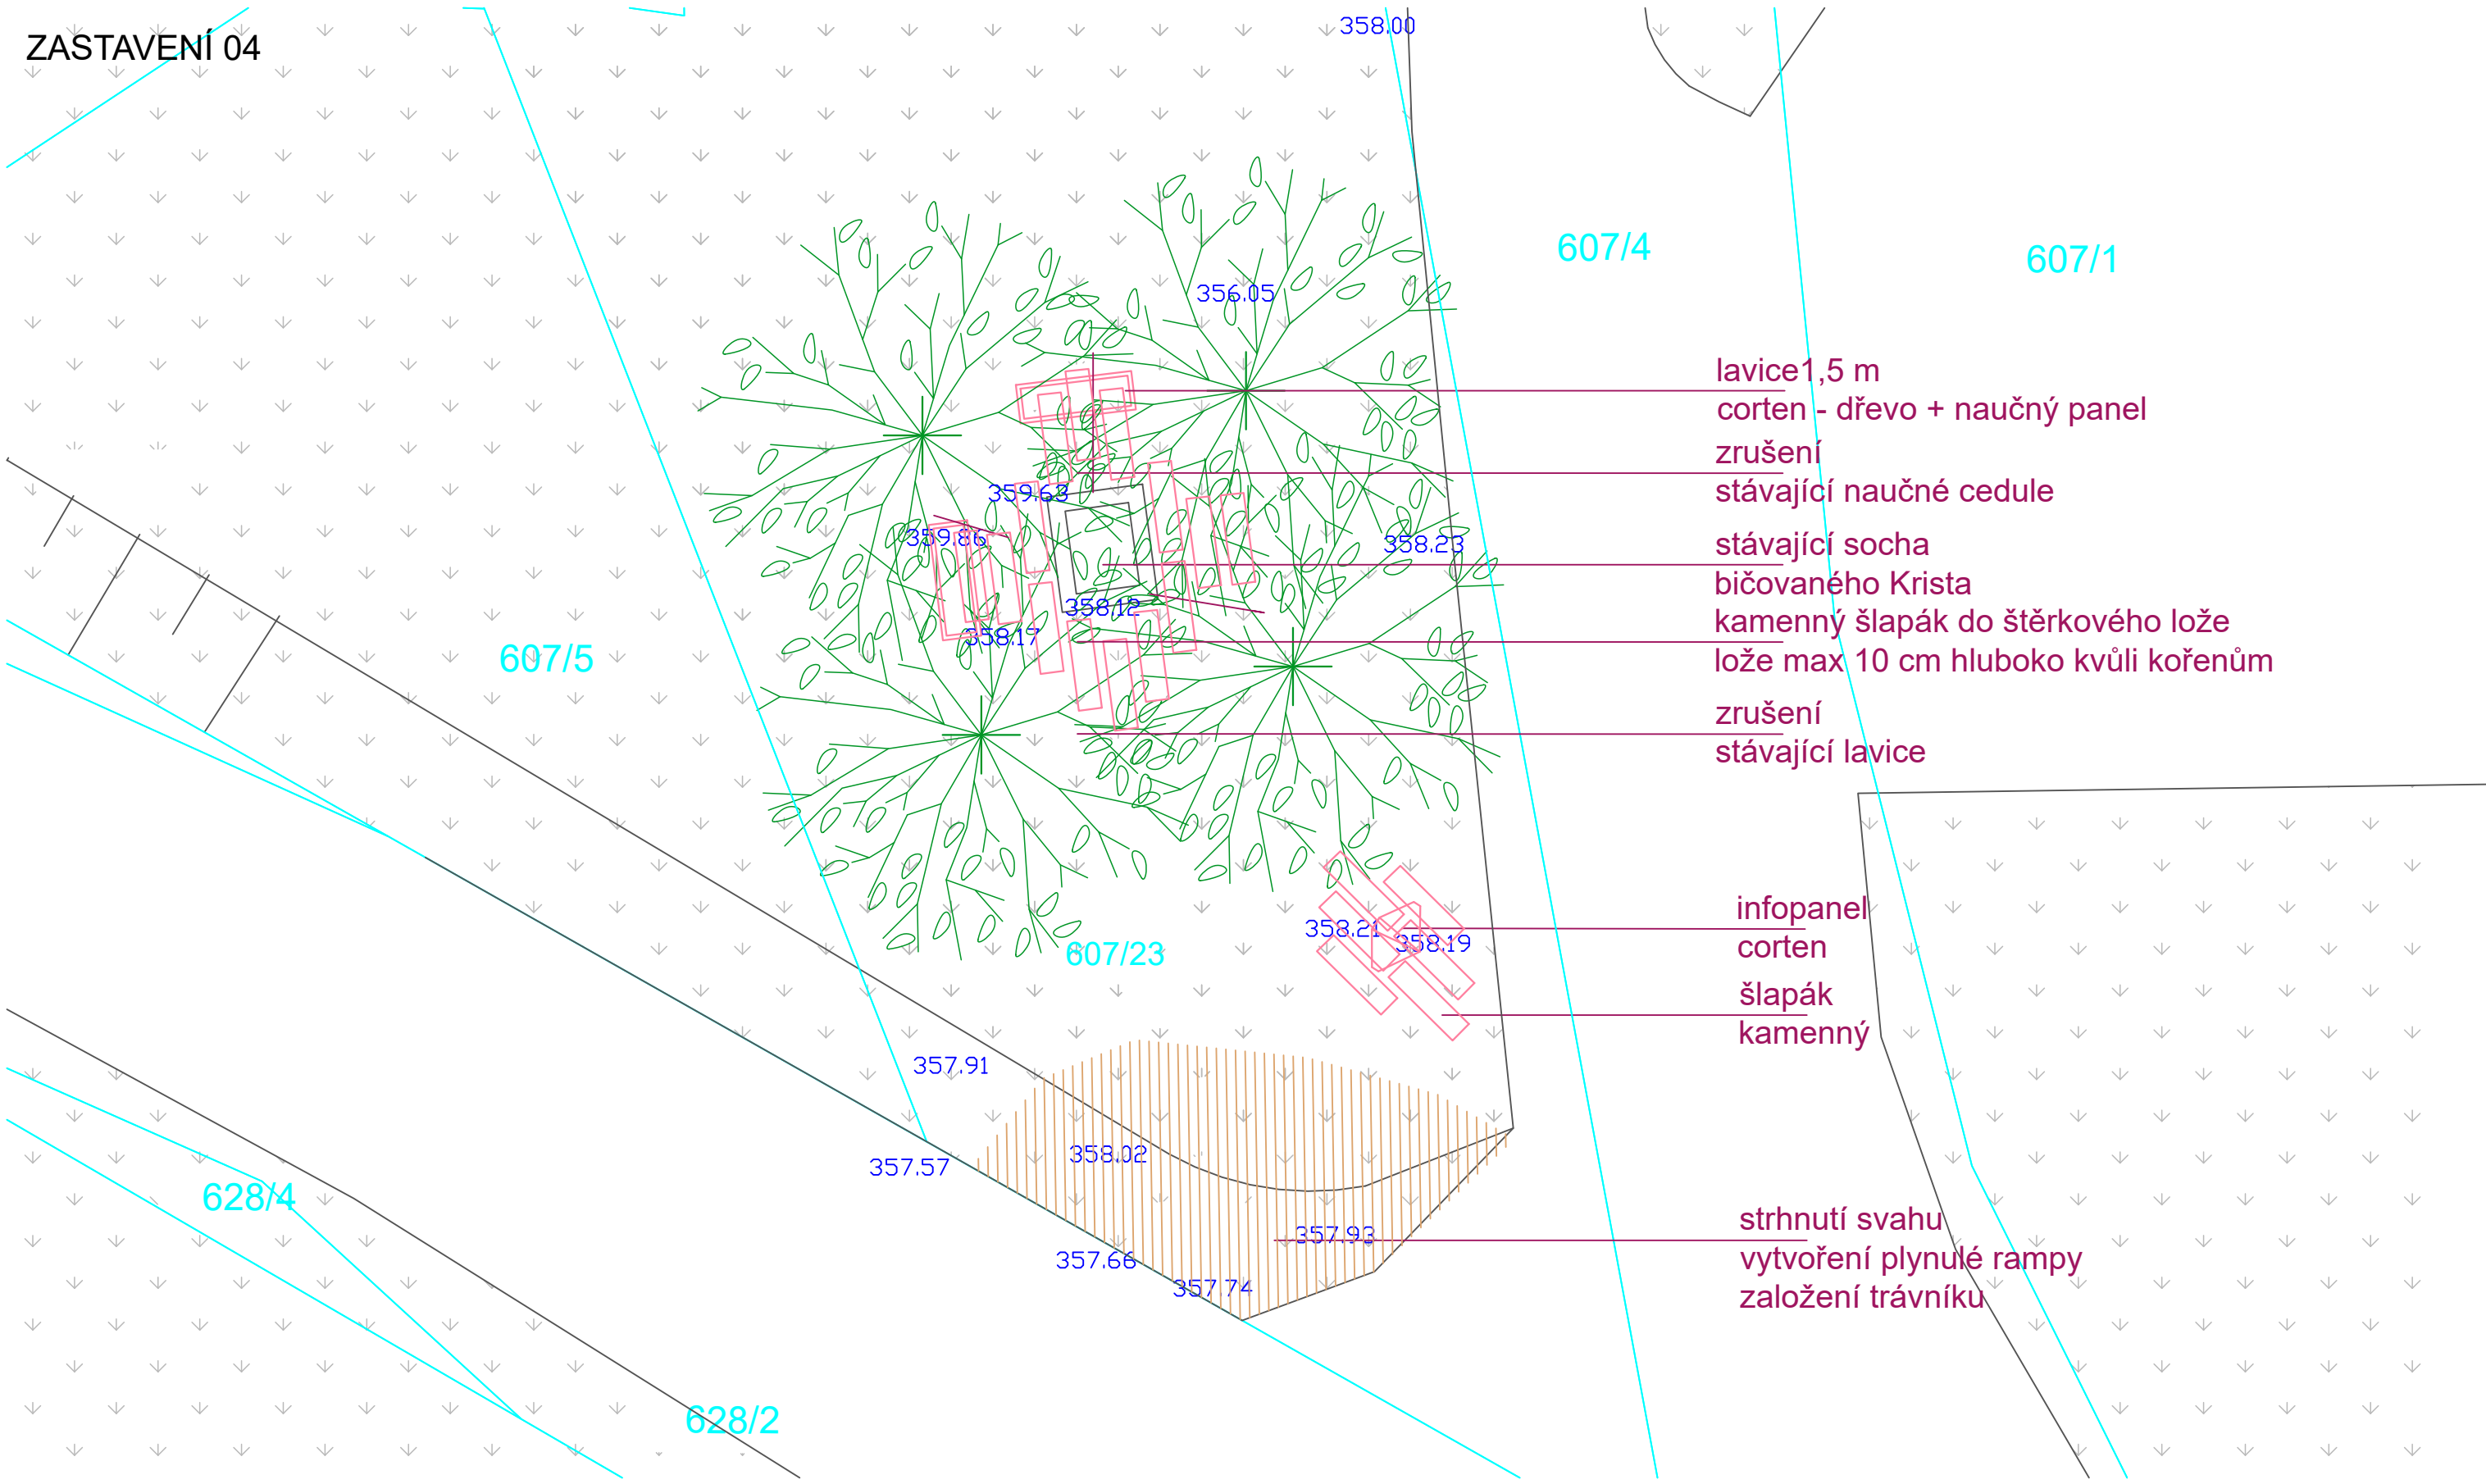 ZASTAVENÍ 04
358.00
607/4
607/1
356.05
lavice1,5 m
corten - dřevo + naučný panel
zrušení
stávající naučné cedule
359.63
359.86
358.23
stávající socha
bičovaného Krista
358.12
358.17
kamenný šlapák do štěrkového lože
lože max 10 cm hluboko kvůli kořenům
607/5
zrušení
stávající lavice
infopanel
corten
358.21
358.19
607/23
šlapák
kamenný
357.91
358.02
357.57
628/4
strhnutí svahu
vytvoření plynulé rampy
založení trávníku
357.93
357.66
357.74
628/2